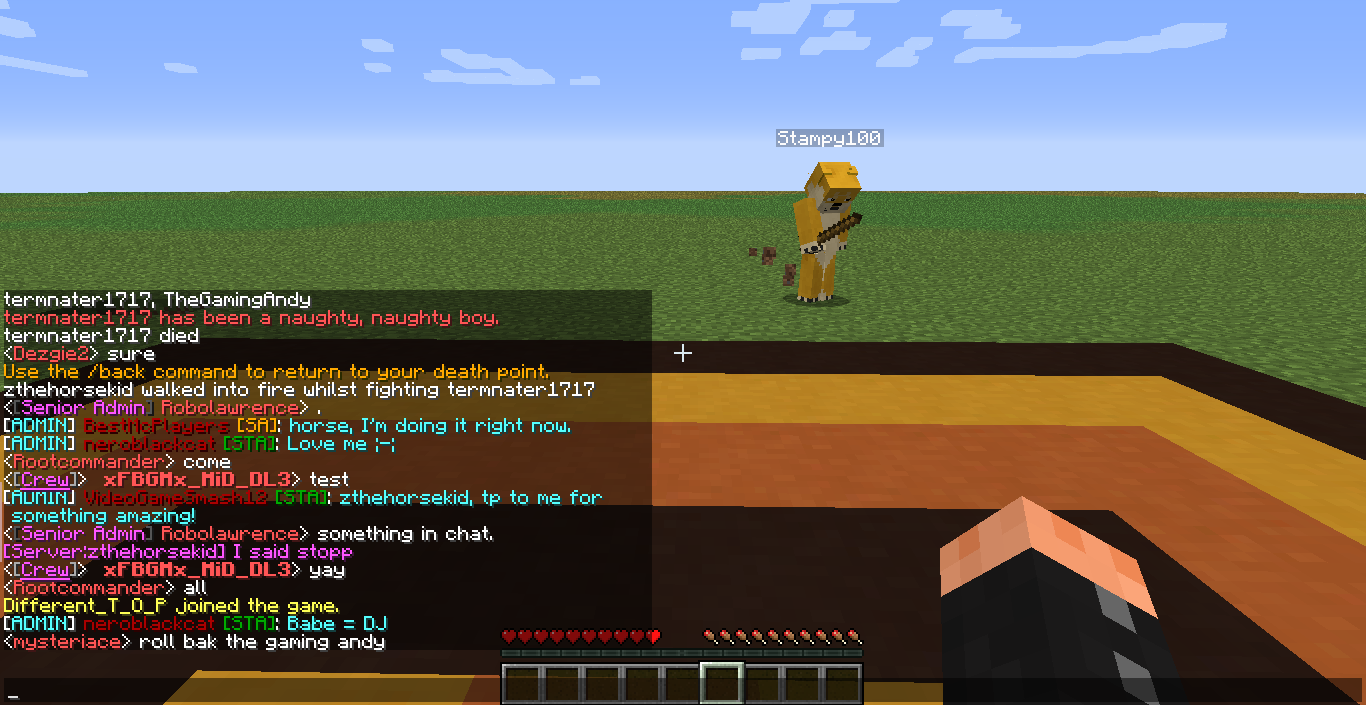 Stampy100
termnater1717, TheGamingAndy
termnater1717 has been a naughty, naughty boy.
termnater1717 died
<Dezgie2> sure
Use the /back command to return to your death point.
zthehorsekid walked into fire whilst fighting termnater1717
<[Senior Admin] Robolawrence> .
[ADMIN] BestMcPlayers [SA]: horse, I'm doing it right now.
[ADMIN] neroblackcat [STA]: Love me ¦-¦
<Rootcommander> come
<[Crew]> xFBGMx_MiD_DL3> test
[ADMIN] VideoGameSmash12 [STA]: zthehorsekid, tp to me for
something amazing!
<[Senior Admin] Robolawrence> something in chat.
[Server:zthehorsekid] I said stopp
<[Crew]> xFBGMx_MiD_DL3> yay
<Rootcommander> all
Different_T_O_P joined the game.
[ADMIN] neroblackcat [STA]: Babe = DJ
<mysteriace> roll bak the gaming andy
_